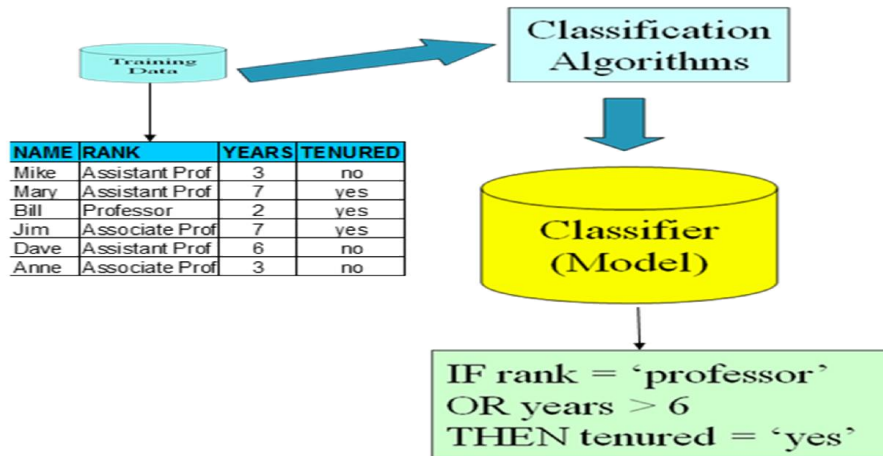 Training
Data
Classification
Algorithms
NAME RANK YEARS TENURED
Mike Assistant Prof 3 no
Mary Assistant Prof 7 yes
Bill Professor 2 yes
Jim Associate Prof 7 yes
Dave Assistant Prof 6 no
Anne Associate Prof 3 no
Classifier
(Model)
IF rank = ‘professor’
OR years > 6
THEN tenured = ‘yes’